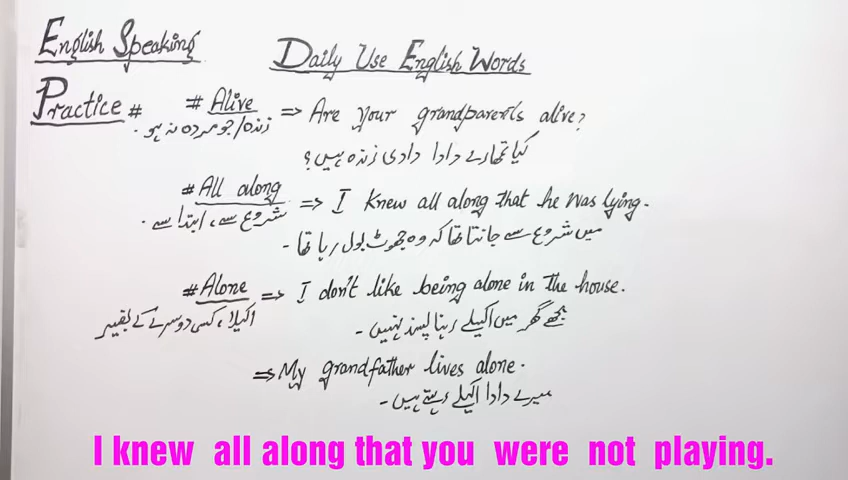 English Speaking
Practice #
Daily Use English Words
# Alive => Are your grandparents alive?
زندہ/جو مردہ نہ ہو۔
کیا تمھارے دادا دادی زندہ ہیں؟
# All along => I knew all along that he was lying.
شروع سے، ابتدا سے۔
میں شروع سے جانتا تھا کہ وہ جھوٹ بول رہا تھا۔
# Alone => I don't like being alone in the house.
اکیلا، کسی دوسرے کے بغیر
مجھے گھر میں اکیلے رہنا پسند نہیں۔
=> My grandfather lives alone.
میرے دادا اکیلے رہتے ہیں۔
I knew all along that you were not playing.